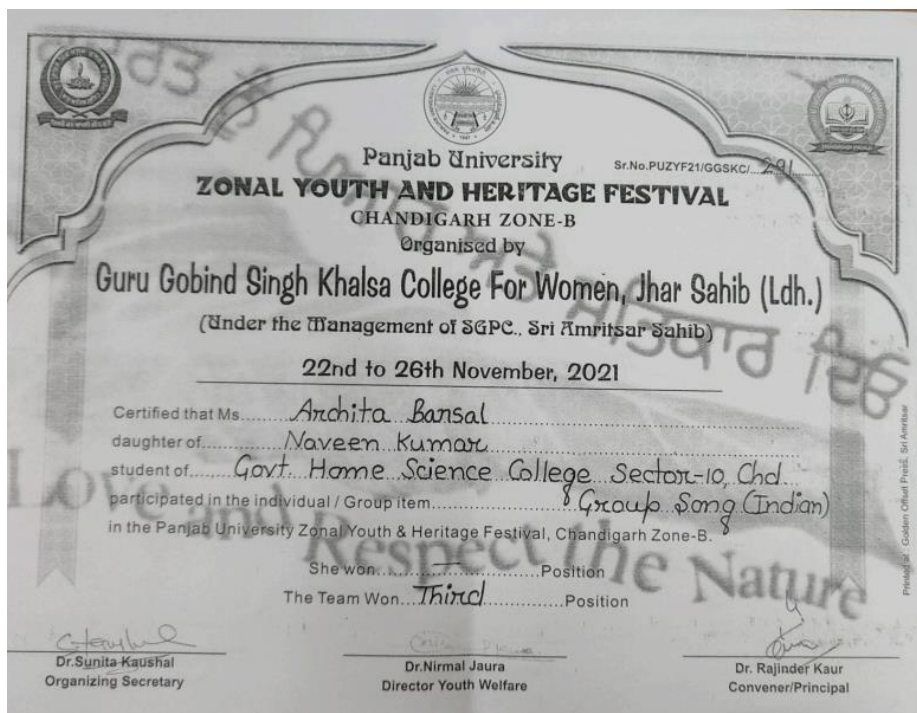 Panjab University
Sr.No.PUZYF21/GGSKC/...291
ZONAL YOUTH AND HERITAGE FESTIVAL
CHANDIGARH ZONE-B
Organised by
Guru Gobind Singh Khalsa College For Women, Jhar Sahib (Ldh.)
(Under the Management of SGPC., Sri Amritsar Sahib)
22nd to 26th November, 2021
Certified that Ms. Archita Bansal
daughter of Naveen Kumar
student of Govt. Home Science College Sector-10, Chd
participated in the individual / Group item Group Song (Indian)
in the Panjab University Zonal Youth & Heritage Festival, Chandigarh Zone-B.
She won — Position
The Team Won Third Position
Dr.Sunita Kaushal
Organizing Secretary
Dr.Nirmal Jaura
Director Youth Welfare
Dr. Rajinder Kaur
Convener/Principal
Printed at : Golden Offset Press, Sri Amritsar
ਕੁਦਰਤ ਨੂੰ ਪਿਆਰ ਅਤੇ ਸਤਿਕਾਰ ਦਿਓ
Love and Respect the Nature